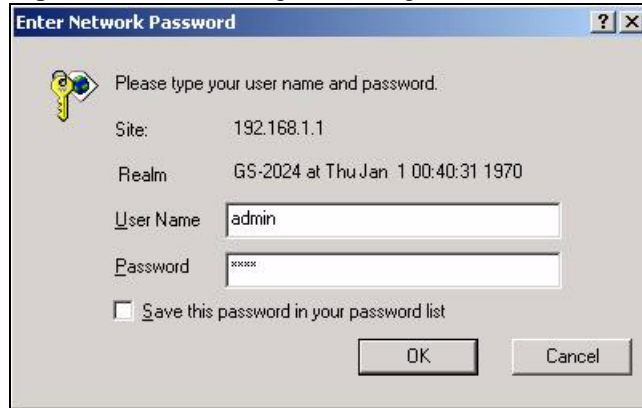 Enter Network Password
Please type your user name and password.
Site: 192.168.1.1
Realm GS-2024 at Thu Jan 1 00:40:31 1970
User Name admin
Password ****
Save this password in your password list
OK Cancel